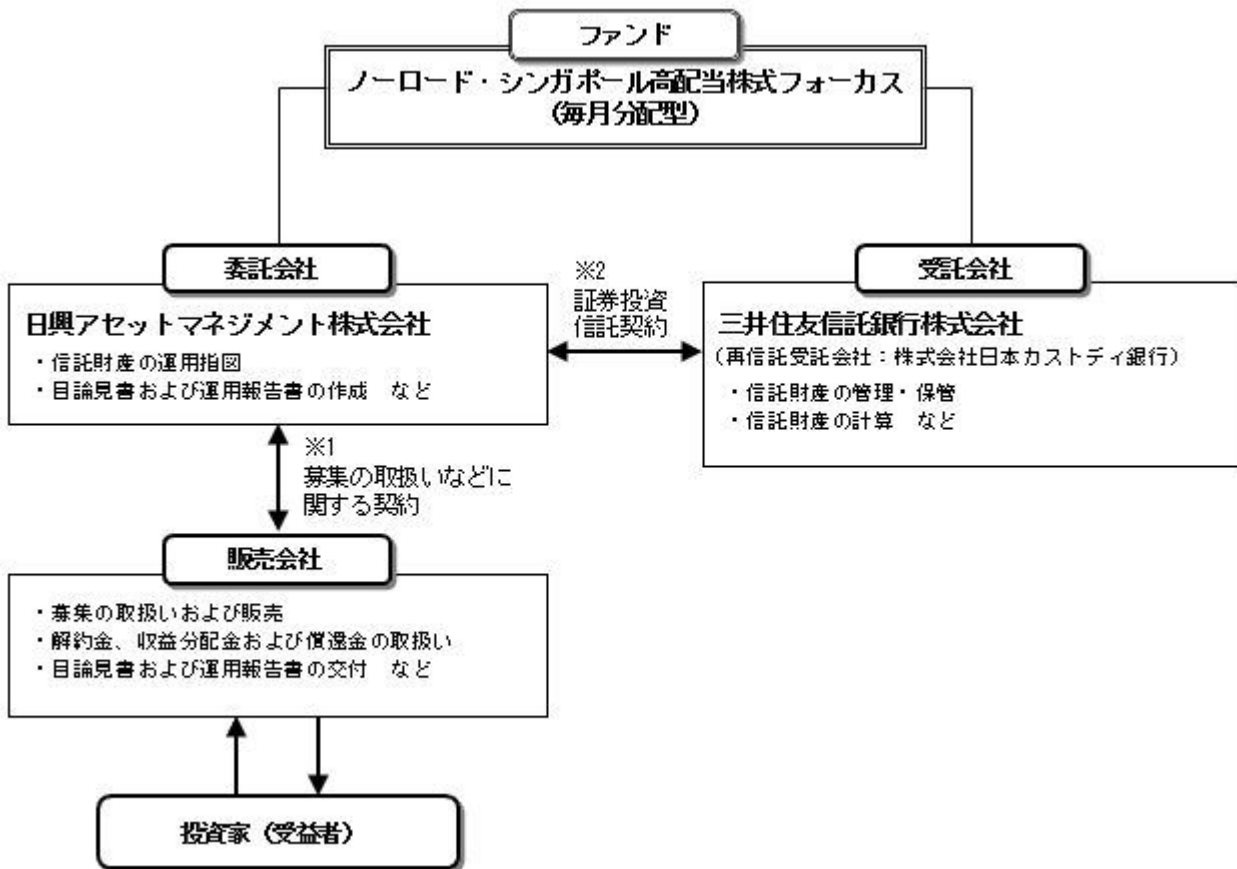 ファンド
ノーロード・シンガポール高配当株式フォーカス
(毎月分配型)
委託会社
日興アセットマネジメント株式会社
・信託財産の運用指図
・目論見書および運用報告書の作成　など
※2
証券投資
信託契約
受託会社
三井住友信託銀行株式会社
(再信託受託会社：株式会社日本カストディ銀行)
・信託財産の管理・保管
・信託財産の計算　など
※1
募集の取扱いなどに
関する契約
販売会社
・募集の取扱いおよび販売
・解約金、収益分配金および償還金の取扱い
・目論見書および運用報告書の交付　など
投資家（受益者）